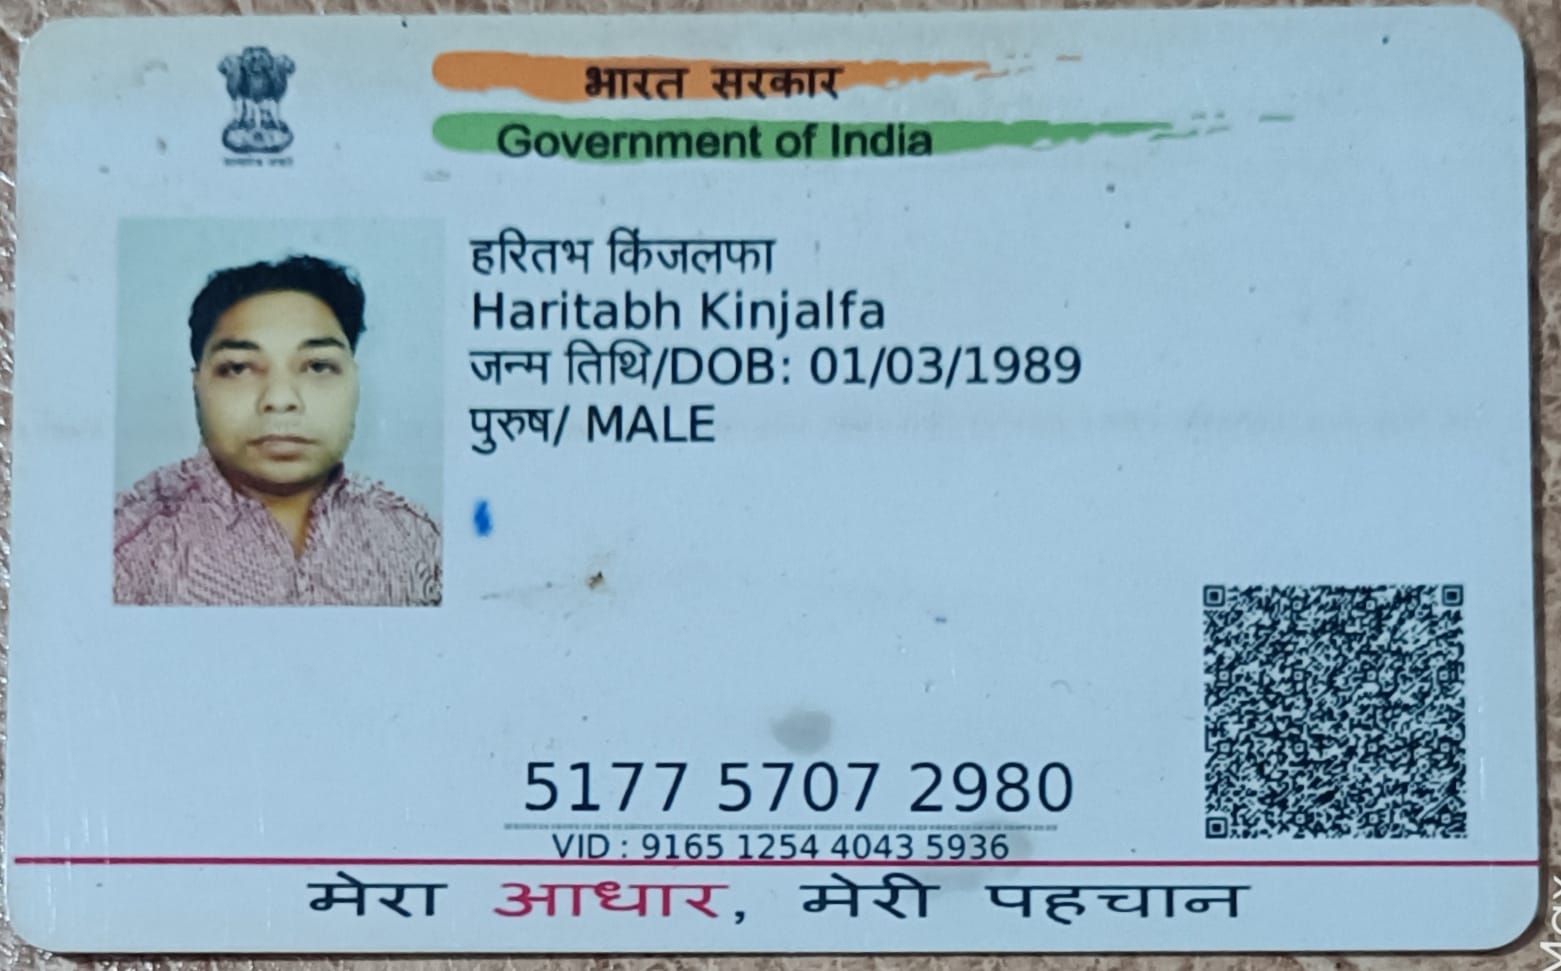 भारत सरकार
Government of India
हरितभ किंजलफा
Haritabh Kinjalfa
जन्म तिथि/DOB: 01/03/1989
पुरुष/ MALE
5177 5707 2980
VID : 9165 1254 4043 5936
मेरा आधार, मेरी पहचान